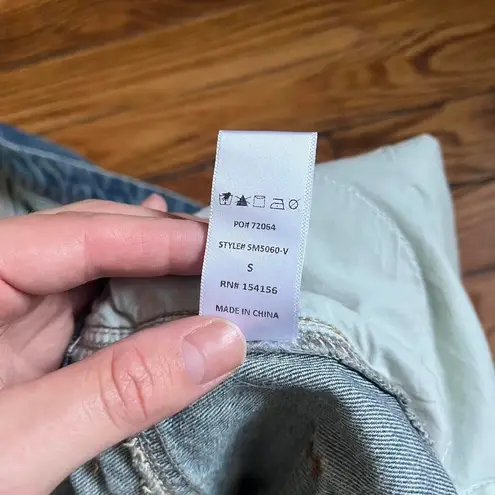 PO# 72064
STYLE# SM5060-V
S
RN# 154156
MADE IN CHINA